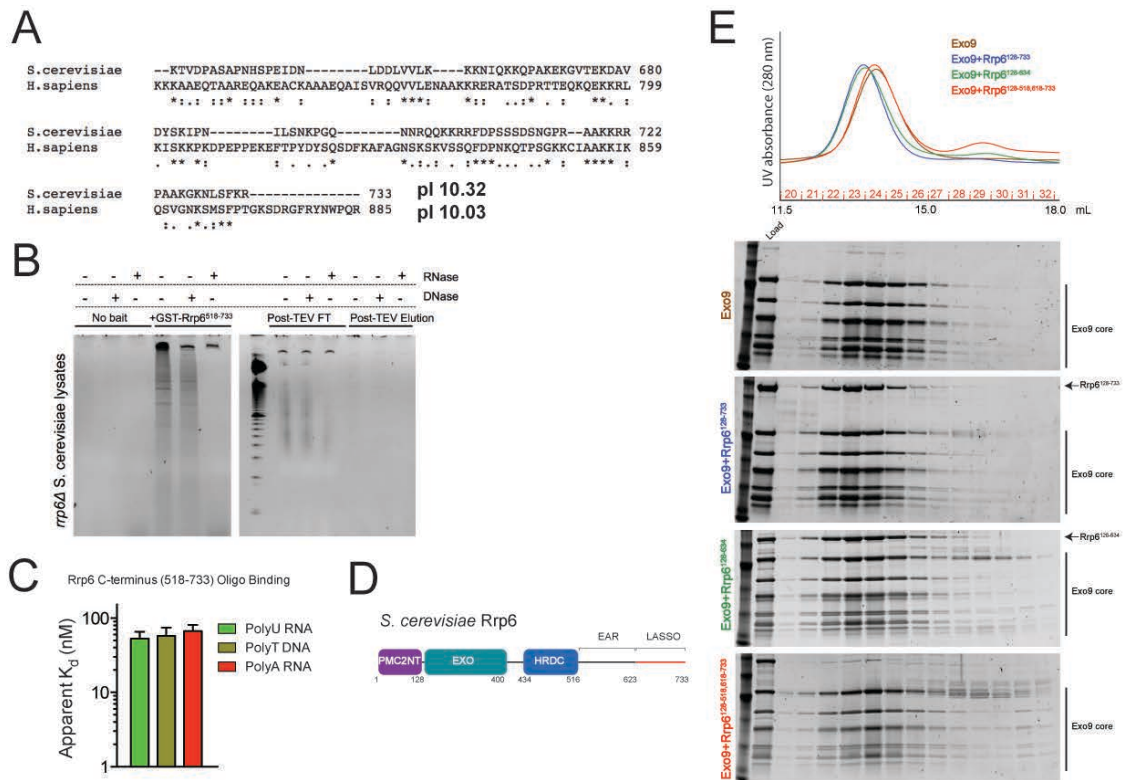 A
S.cerevisiae --KTVDPASAPNHSPEIDN---------LDDLVVLK----KKNIQKKQPAKEKGVTEKDAV 680
H.sapiens KKKAAEQTAAREQAKEACKAAAEQAISVRQQVVLENAAKKRERATSDPRTTEQKQEKKRL 799
DYSKIPN-----ILSNKPGQ------NNRQQKKRRFDPSSSDSNGPR--AAKKRR 722
KISKKPKDPEPPEKEFTPYDYSQSDFKAFAGNSKSKVSSQFDPNKQTPSGKKCIAAKKIK 859
S.cerevisiae PAAKGKNLSFKR-------------- 733 pI 10.32
H.sapiens QSVGNKSMSFPTGKSDRGFRYNWPQR 885 pI 10.03
B
- - + - - + - - + - - + RNase
- + - - + - - + - - + - DNase
No bait +GST-Rrp6518-733 Post-TEV FT Post-TEV Elution
rrp6Δ S. cerevisiae lysates
C
Rrp6 C-terminus (518-733) Oligo Binding
Apparent Kd (nM)
100
10
1
PolyU RNA
PolyT DNA
PolyA RNA
D
S. cerevisiae Rrp6
EAR LASSO
PMC2NT EXO HRDC
1 128 400 434 516 623 733
E
UV absorbance (280 nm)
Exo9
Exo9+Rrp6128-733
Exo9+Rrp6128-634
Exo9+Rrp6128-518,618-733
20 21 22 23 24 25 26 27 28 29 30 31 32
11.5 15.0 18.0 mL
Load
Exo9
Exo9 core
Exo9+Rrp6128-733
Rrp6128-733
Exo9 core
Exo9+Rrp6128-634
Rrp6128-634
Exo9 core
Exo9+Rrp6128-518,618-733
Exo9 core